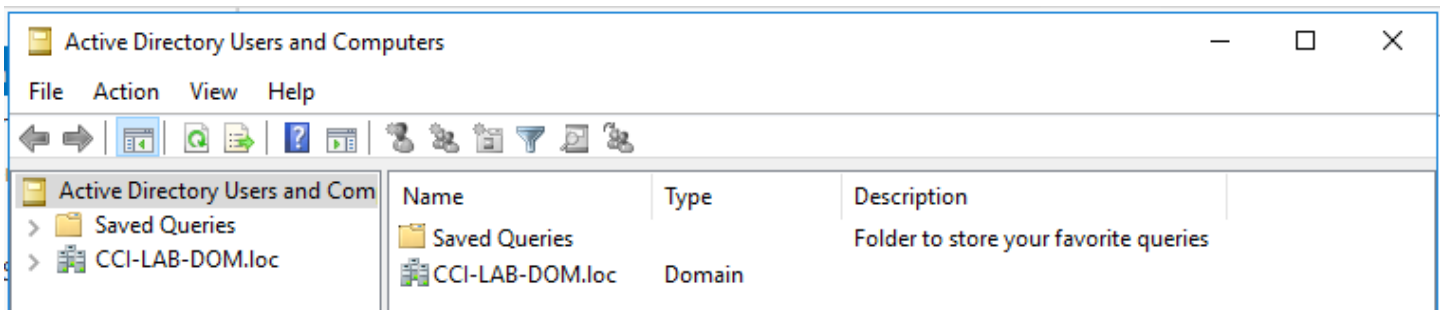 Active Directory Users and Computers
File Action View Help
Active Directory Users and Com
Saved Queries
CCI-LAB-DOM.loc
Name Type Description
Saved Queries Folder to store your favorite queries
CCI-LAB-DOM.loc Domain